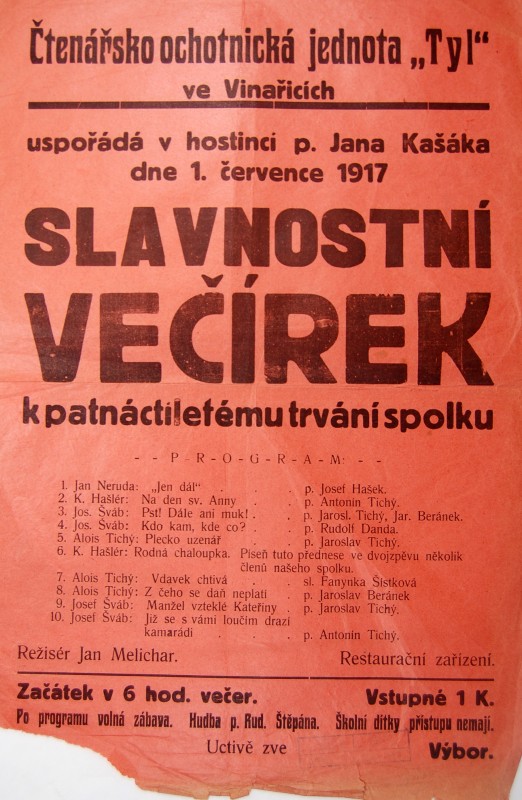 Čtenářsko ochotnická jednota „Tyl“
ve Vinařicích
uspořádá v hostinci p. Jana Kašáka
dne 1. července 1917
SLAVNOSTNÍ
VEČÍREK
k patnáctiletému trvání spolku
- - P-R-O-G-R-A-M: - -
1. Jan Neruda: „Jen dál“ . . . p. Josef Hašek.
2. K. Hašlér: Na den sv. Anny . . p. Antonín Tichý.
3. Jos. Šváb: Pst! Dále ani muk! . . p. Jarosl. Tichý, Jar. Beránek.
4. Jos. Šváb: Kdo kam, kde co? . . p. Rudolf Danda.
5. Alois Tichý: Plecko uzenář . . p. Jaroslav Tichý.
6. K. Hašlér: Rodná chaloupka. Píseň tuto přednese ve dvojzpěvu několik
členů našeho spolku.
7. Alois Tichý: Vdavek chtivá . . sl. Fanynka Šístková
8. Alois Tichý: Z čeho se daň neplatí . p. Jaroslav Beránek
9. Josef Šváb: Manžel vzteklé Kateřiny . p. Jaroslav Tichý.
10. Josef Šváb: Již se s vámi loučím drazí
kamarádi . . . p. Antonín Tichý.
Režisér Jan Melichar. Restaurační zařízení.
Začátek v 6 hod. večer. Vstupné 1 K.
Po programu volná zábava. Hudba p. Rud. Štěpána. Školní dítky přístupu nemají.
Uctivě zve Výbor.